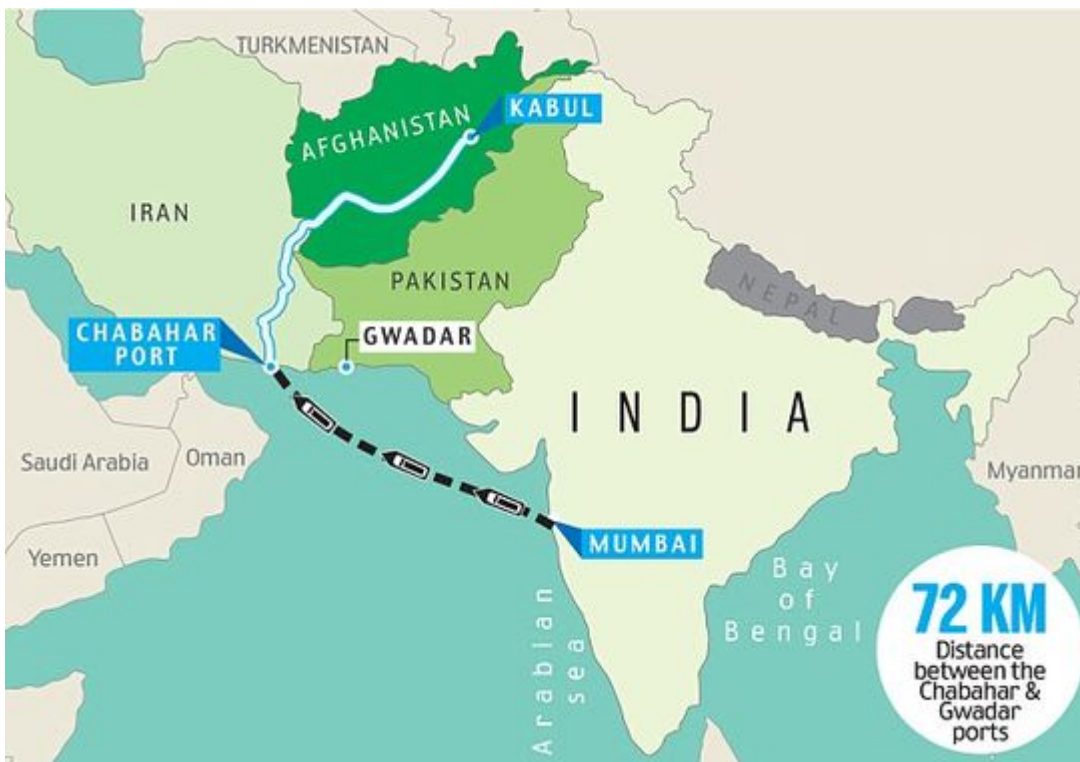 TURKMENISTAN
KABUL
AFGHANISTAN
IRAN
PAKISTAN
NEPAL
CHABAHAR
PORT
GWADAR
INDIA
Saudi Arabia
Oman
Myanmar
Yemen
MUMBAI
Arabian
sea
Bay
of
Bengal
72 KM
Distance
between the
Chabahar &
Gwadar
ports